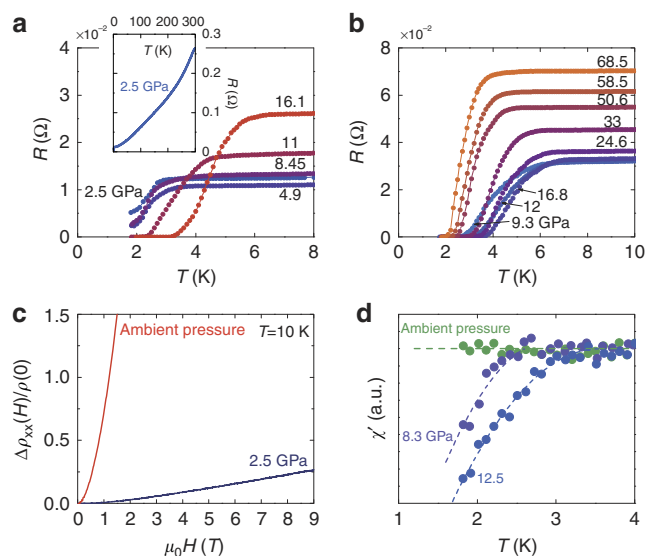 a
0 100 200 300
T (K)
2.5 GPa
0.3
0.2
0.1
0
R (Ω)
×10⁻²
4
3
2
1
0
R (Ω)
16.1
11
8.45
2.5 GPa
4.9
0 2 4 6 8
T (K)
b
×10⁻²
8
7
6
5
4
3
2
1
0
R (Ω)
68.5
58.5
50.6
33
24.6
16.8
12
9.3 GPa
0 2 4 6 8 10
T (K)
c
1.5
1.0
0.5
0.0
Δρxx(H)/ρ(0)
Ambient pressure
T=10 K
2.5 GPa
0 1 2 3 4 5 6 7 8 9
μ0H (T)
d
χ′ (a.u.)
Ambient pressure
8.3 GPa
12.5
1 2 3 4
T (K)